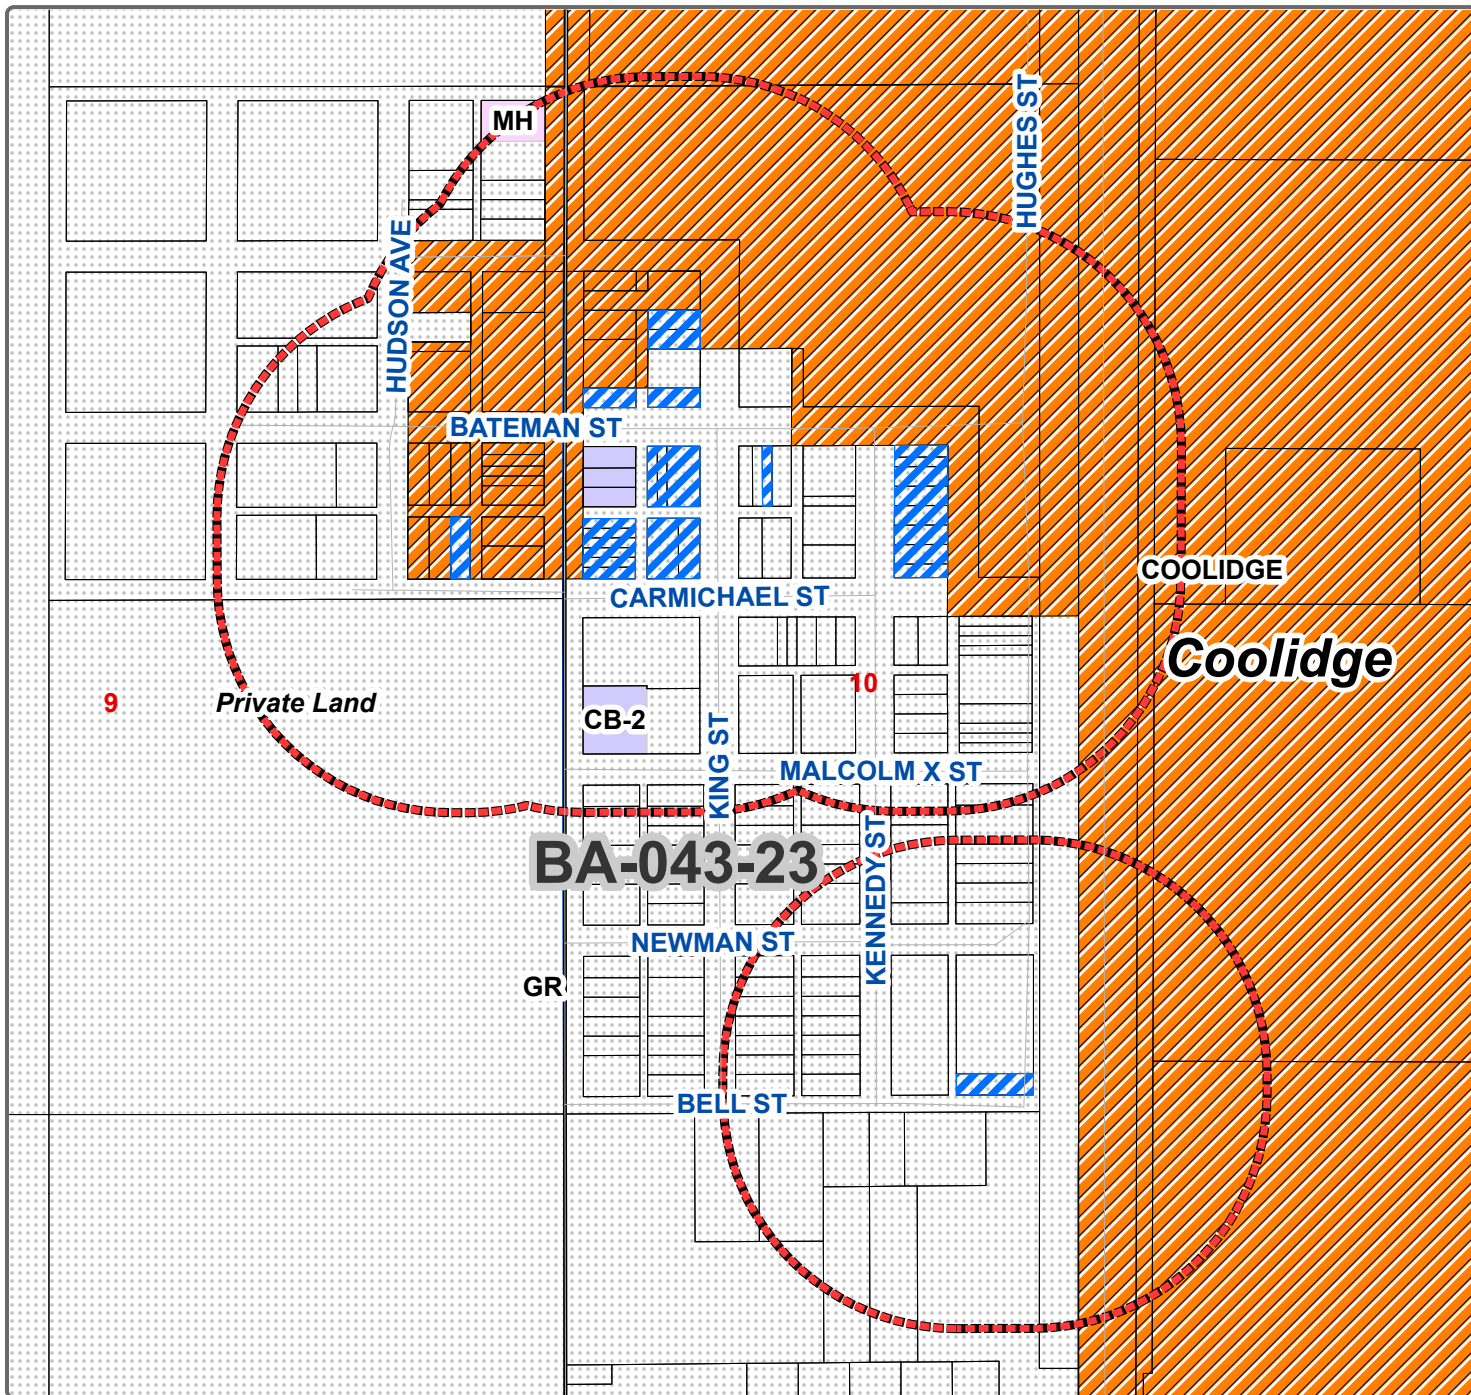 MH
HUGHES ST
HUDSON AVE
BATEMAN ST
COOLIDGE
CARMICHAEL ST
Coolidge
10
9
Private Land
CB-2
KING ST
MALCOLM X ST
BA-043-23
KENNEDY ST
NEWMAN ST
GR
BELL ST